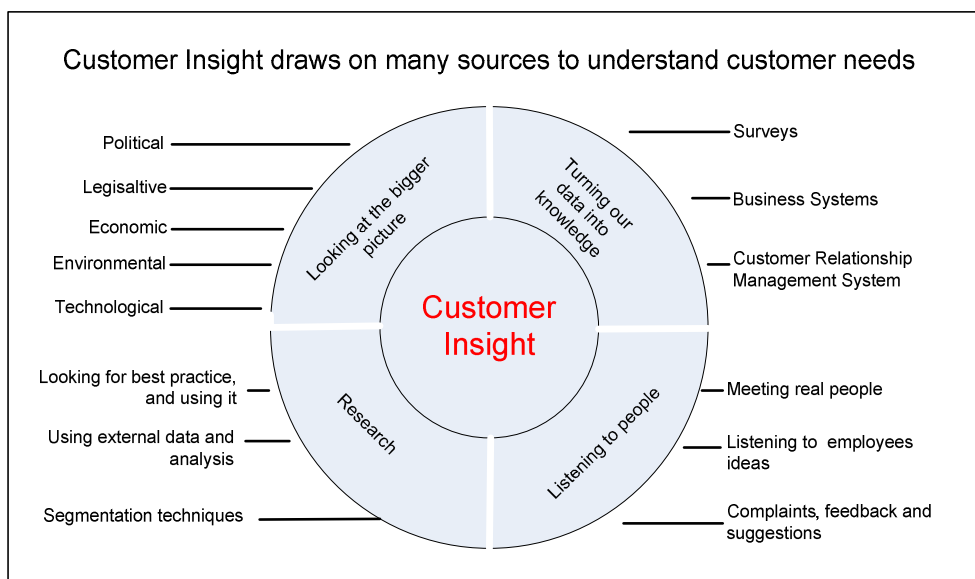 Customer Insight draws on many sources to understand customer needs
Political
Legisaltive
Economic
Environmental
Technological
Looking at the bigger
picture
Turning our
data into
knowledge
Surveys
Business Systems
Customer Relationship
Management System
Customer
Insight
Looking for best practice,
and using it
Using external data and
analysis
Segmentation techniques
Research
Listening to people
Meeting real people
Listening to employees
ideas
Complaints, feedback and
suggestions